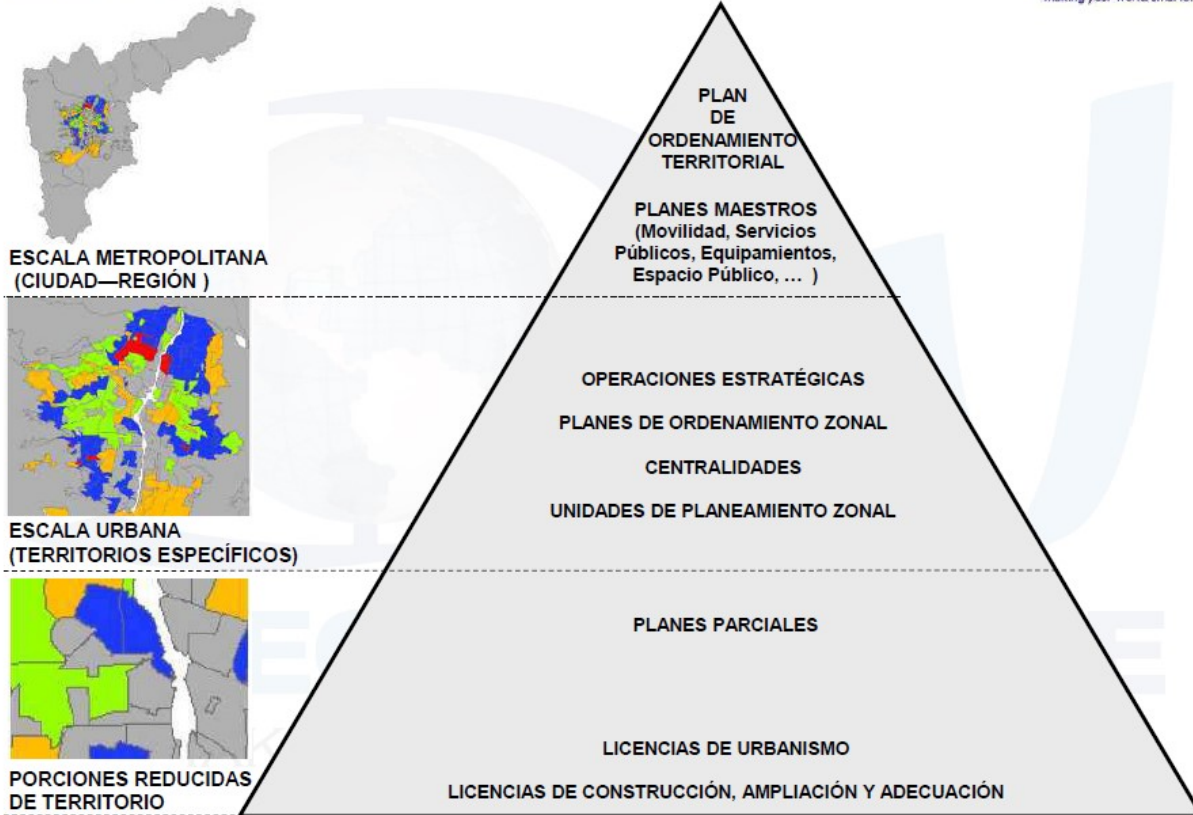 PLAN
DE
ORDENAMIENTO
TERRITORIAL
PLANES MAESTROS
(Movilidad, Servicios
Públicos, Equipamientos,
Espacio Público, … )
ESCALA METROPOLITANA
(CIUDAD—REGIÓN )
OPERACIONES ESTRATÉGICAS
PLANES DE ORDENAMIENTO ZONAL
CENTRALIDADES
UNIDADES DE PLANEAMIENTO ZONAL
ESCALA URBANA
(TERRITORIOS ESPECÍFICOS)
PLANES PARCIALES
LICENCIAS DE URBANISMO
LICENCIAS DE CONSTRUCCIÓN, AMPLIACIÓN Y ADECUACIÓN
PORCIONES REDUCIDAS
DE TERRITORIO